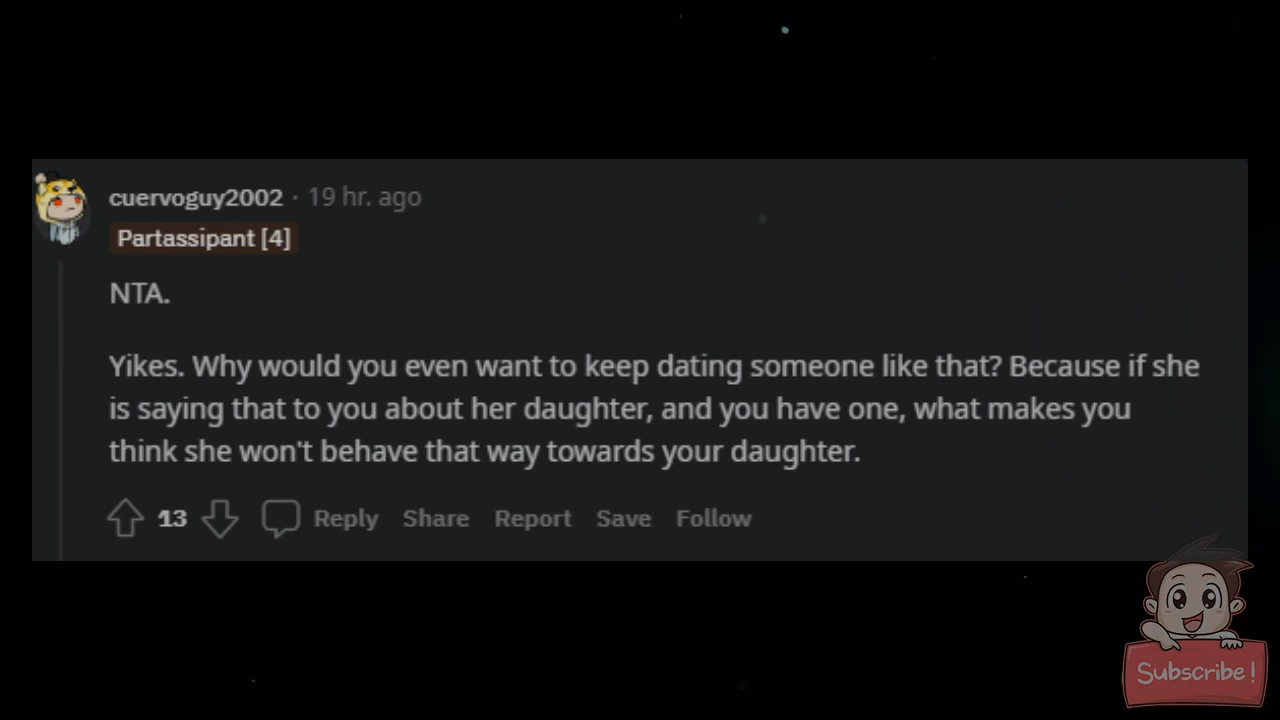 cuervoguy2002 · 19 hr. ago
Partassipant [4]
NTA.
Yikes. Why would you even want to keep dating someone like that? Because if she
is saying that to you about her daughter, and you have one, what makes you
think she won't behave that way towards your daughter.
13 Reply Share Report Save Follow
Subscribe!